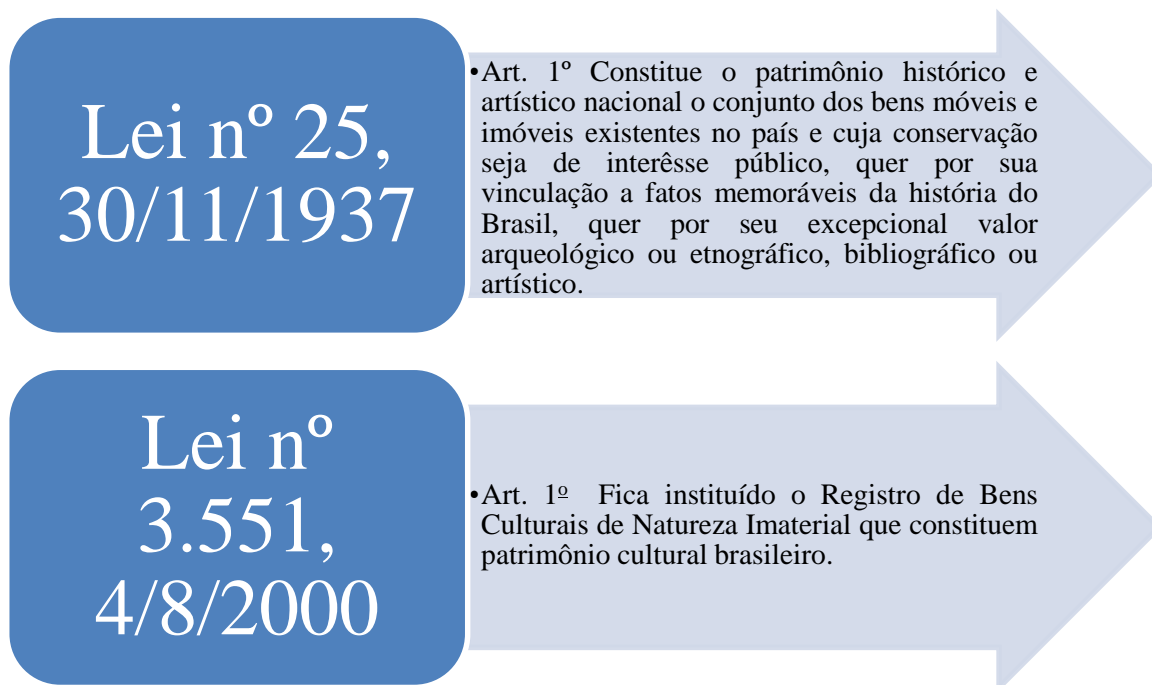 Lei nº 25,
30/11/1937
•Art. 1º Constitue o patrimônio histórico e
artístico nacional o conjunto dos bens móveis e
imóveis existentes no país e cuja conservação
seja de interêsse público, quer por sua
vinculação a fatos memoráveis da história do
Brasil, quer por seu excepcional valor
arqueológico ou etnográfico, bibliográfico ou
artístico.
Lei nº
3.551,
4/8/2000
•Art. 1º Fica instituído o Registro de Bens
Culturais de Natureza Imaterial que constituem
patrimônio cultural brasileiro.